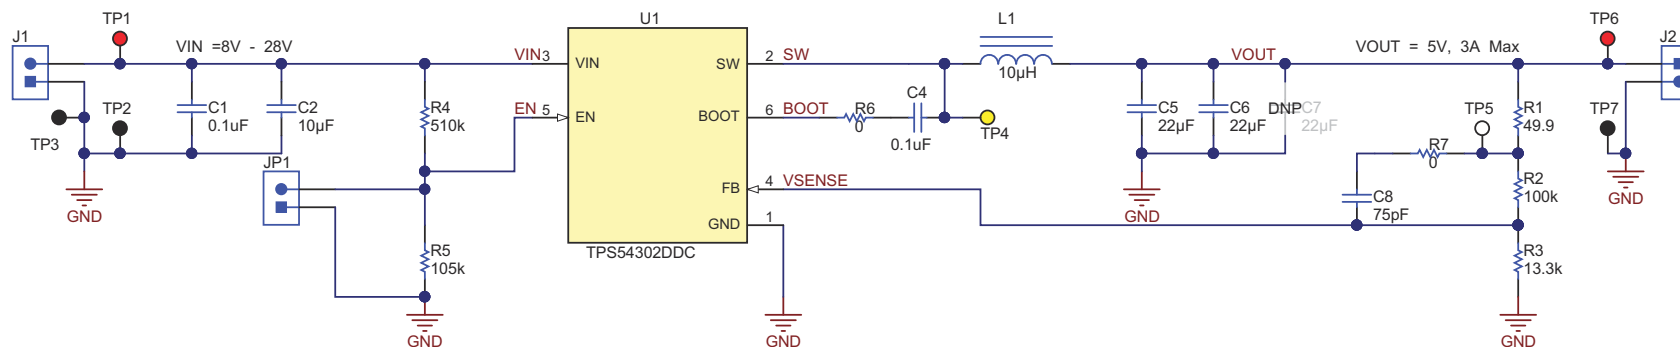 J1
TP1
VIN =8V - 28V
TP3
TP2
C1
0.1uF
C2
10µF
GND
R4
510k
JP1
R5
105k
GND
U1
VIN 3
VIN
EN 5
EN
SW
2 SW
BOOT
6 BOOT
FB
4 VSENSE
GND
1
TPS54302DDC
GND
R6
0
C4
0.1uF
TP4
L1
10µH
VOUT
C5
22µF
C6
22µF
DNP
C7
22µF
GND
VOUT = 5V, 3A Max
TP6
J2
TP5
TP7
R1
49.9
R7
0
R2
100k
C8
75pF
R3
13.3k
GND
GND